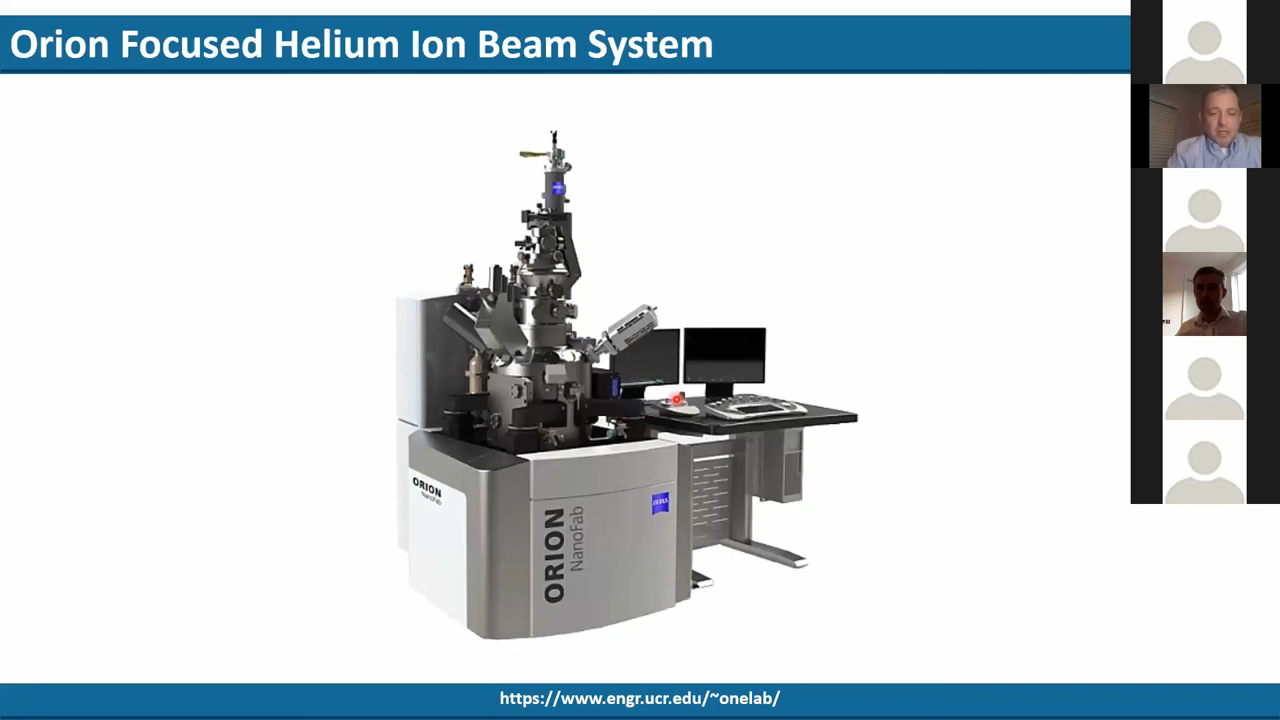 Orion Focused Helium Ion Beam System
ORION
NanoFab
ORION
NanoFab
ZEISS
https://www.engr.ucr.edu/~onelab/